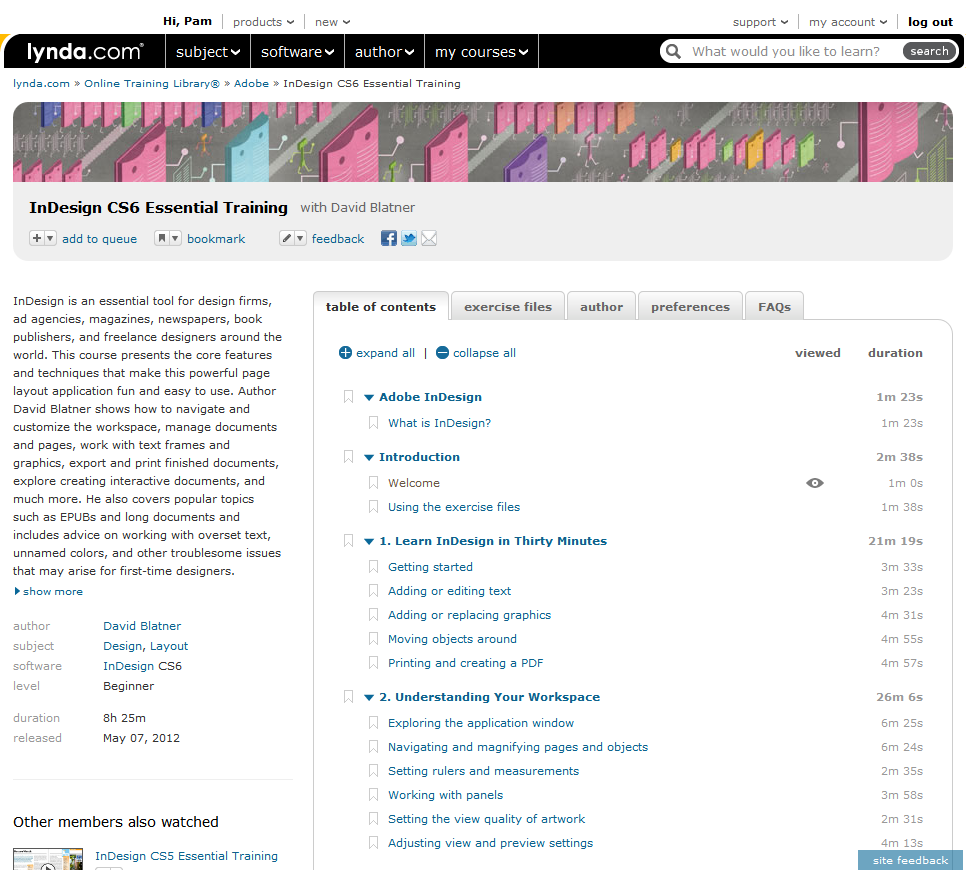 Hi, Pam products new support my account log out
lynda.com® subject software author my courses What would you like to learn? search
lynda.com » Online Training Library® » Adobe » InDesign CS6 Essential Training
InDesign CS6 Essential Training with David Blatner
add to queue bookmark feedback
InDesign is an essential tool for design firms,
ad agencies, magazines, newspapers, book
publishers, and freelance designers around the
world. This course presents the core features
and techniques that make this powerful page
layout application fun and easy to use. Author
David Blatner shows how to navigate and
customize the workspace, manage documents
and pages, work with text frames and
graphics, export and print finished documents,
explore creating interactive documents, and
much more. He also covers popular topics
such as EPUBs and long documents and
includes advice on working with overset text,
unnamed colors, and other troublesome issues
that may arise for first-time designers.
show more
author David Blatner
subject Design, Layout
software InDesign CS6
level Beginner
duration 8h 25m
released May 07, 2012
Other members also watched
InDesign CS5 Essential Training
table of contents exercise files author preferences FAQs
expand all | collapse all viewed duration
Adobe InDesign 1m 23s
What is InDesign? 1m 23s
Introduction 2m 38s
Welcome 1m 0s
Using the exercise files 1m 38s
1. Learn InDesign in Thirty Minutes 21m 19s
Getting started 3m 33s
Adding or editing text 3m 23s
Adding or replacing graphics 4m 31s
Moving objects around 4m 55s
Printing and creating a PDF 4m 57s
2. Understanding Your Workspace 26m 6s
Exploring the application window 6m 25s
Navigating and magnifying pages and objects 6m 24s
Setting rulers and measurements 2m 35s
Working with panels 3m 58s
Setting the view quality of artwork 2m 31s
Adjusting view and preview settings 4m 13s
site feedback